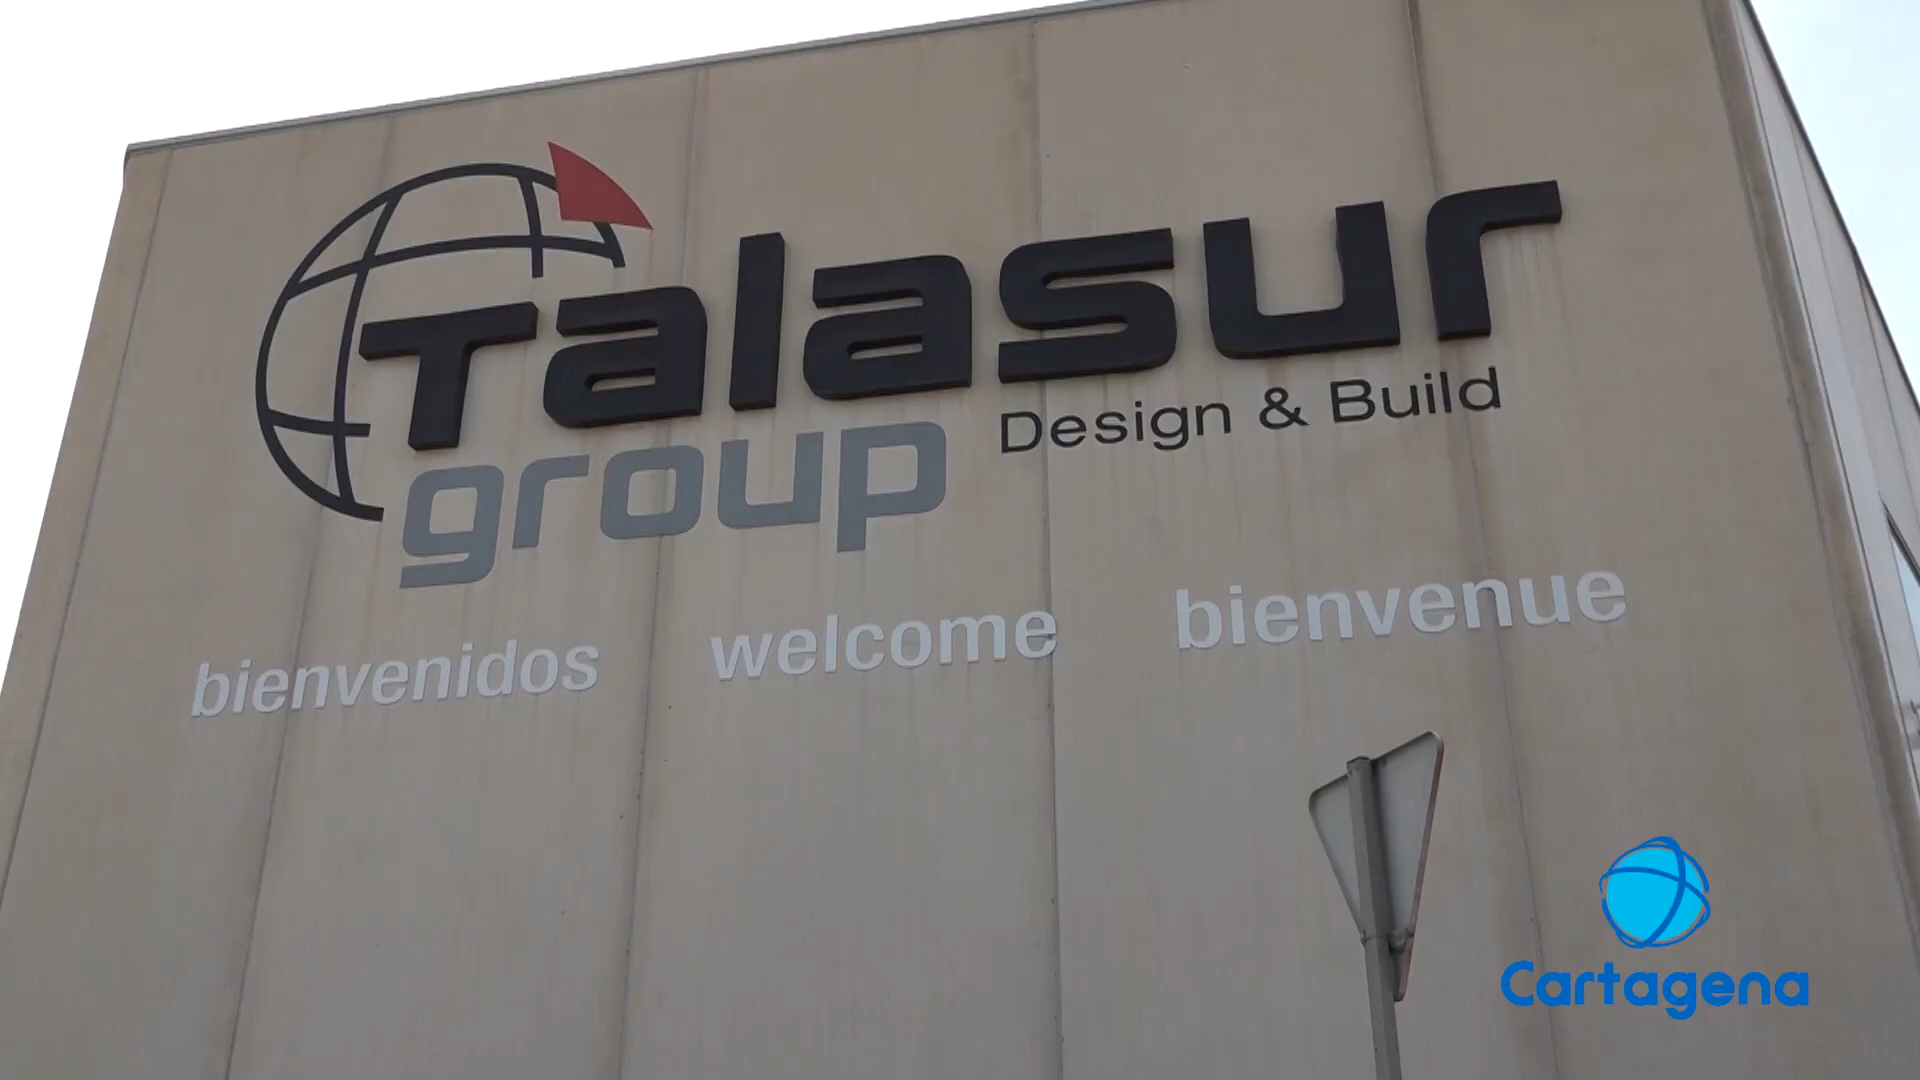 Talasur
group
Design & Build
bienvenidos welcome bienvenue
Cartagena